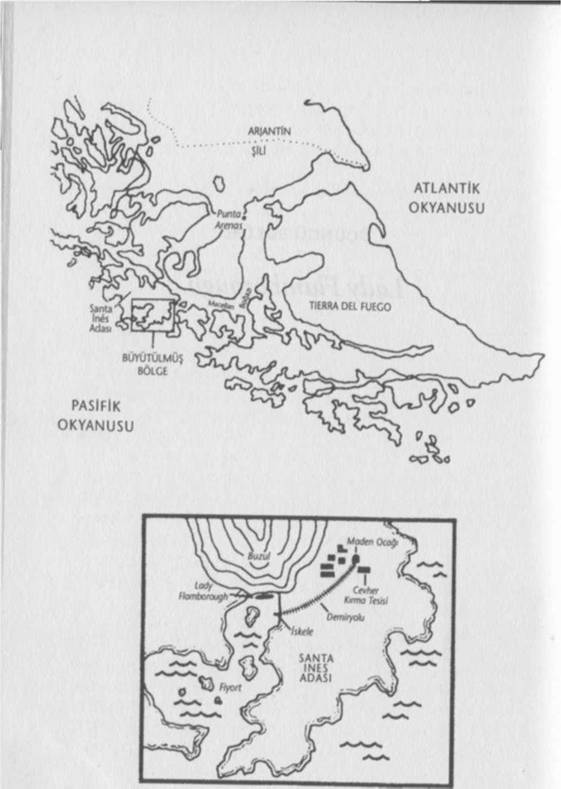 ARJANTİN
ŞİLİ
ATLANTİK
OKYANUSU
Punta
Arenas
Macellan
Boğazı
TIERRA DEL FUEGO
Santa
Inés
Adası
BÜYÜTÜLMÜŞ
BÖLGE
PASİFİK
OKYANUSU
Buzul
Maden Ocağı
Lady
Flamborough
Cevher
Kırma Tesisi
Demiryolu
İskele
SANTA
INES
ADASI
Fiyort